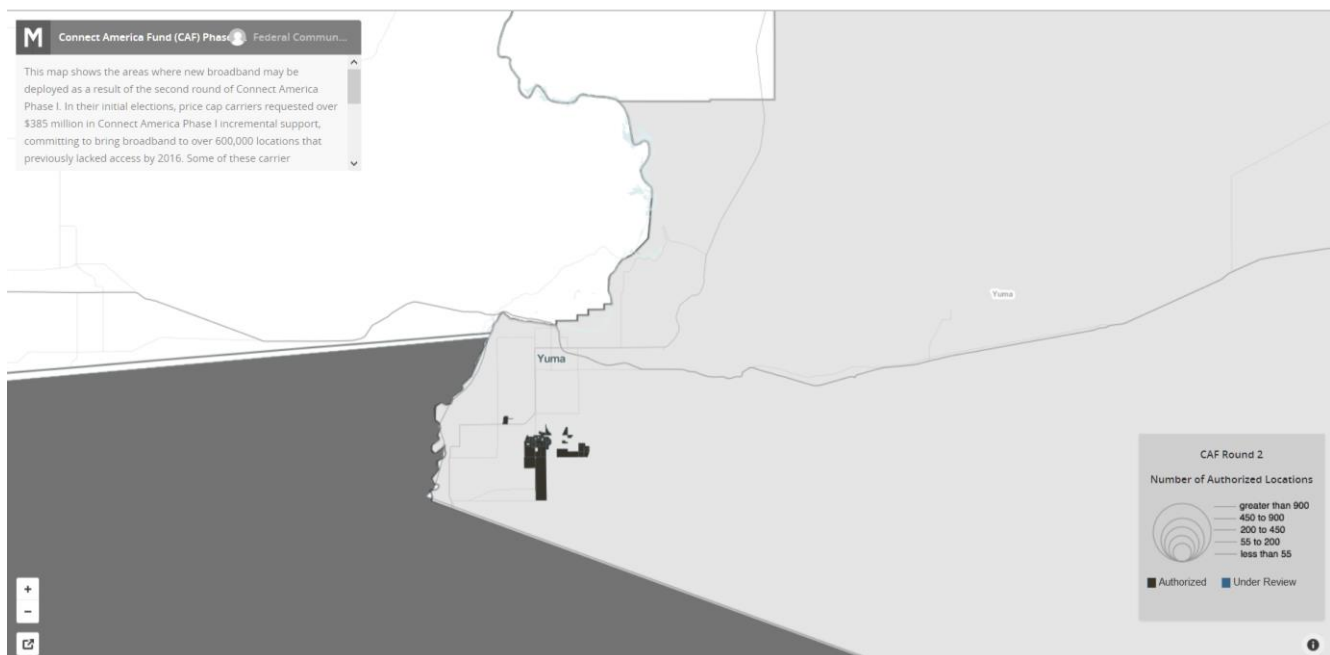 M Connect America Fund (CAF) Phase Federal Commun...
This map shows the areas where new broadband may be
deployed as a result of the second round of Connect America
Phase I. In their initial elections, price cap carriers requested over
$385 million in Connect America Phase I incremental support,
committing to bring broadband to over 600,000 locations that
previously lacked access by 2016. Some of these carrier
Yuma
Yuma
CAF Round 2
Number of Authorized Locations
greater than 900
450 to 900
200 to 450
55 to 200
less than 55
Authorized Under Review